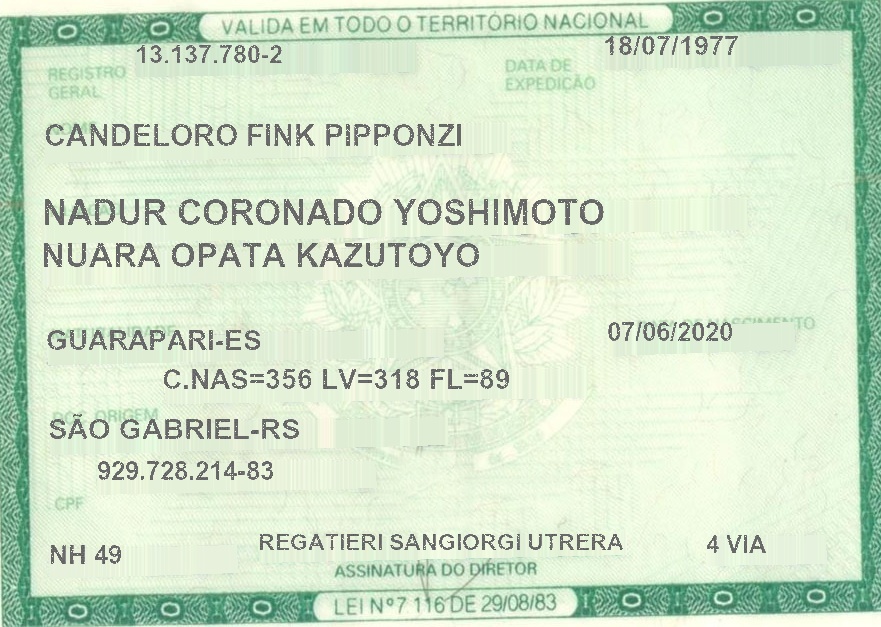 VALIDA EM TODO O TERRITÓRIO NACIONAL
13.137.780-2 18/07/1977
REGISTRO GERAL DATA DE EXPEDIÇÃO
CANDELORO FINK PIPPONZI
NADUR CORONADO YOSHIMOTO
NUARA OPATA KAZUTOYO
GUARAPARI-ES 07/06/2020
C.NAS=356 LV=318 FL=89
DOC. ORIGEM
SÃO GABRIEL-RS
929.728.214-83
CPF
NH 49 REGATIERI SANGIORGI UTRERA 4 VIA
ASSINATURA DO DIRETOR
LEI Nº 7.116 DE 29/08/83